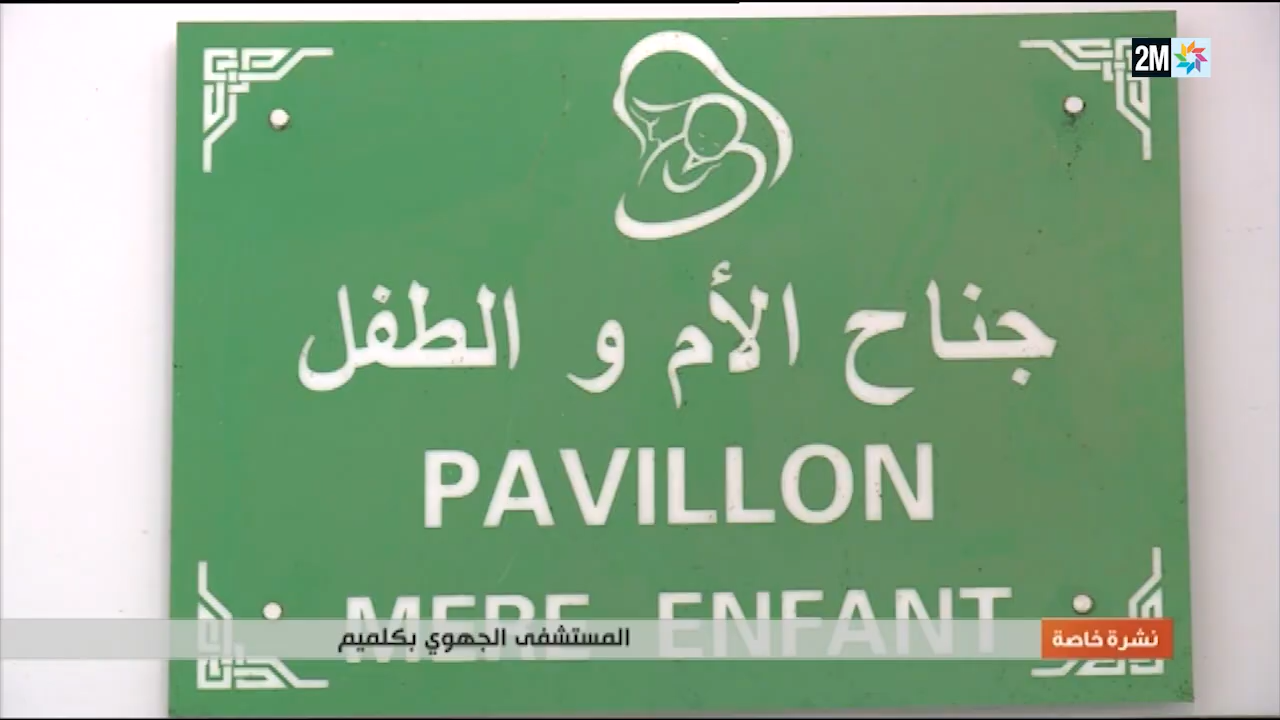 2M
جناح الأم و الطفل
PAVILLON
MERE ENFANT
نشرة خاصة
المستشفى الجهوي بكلميم